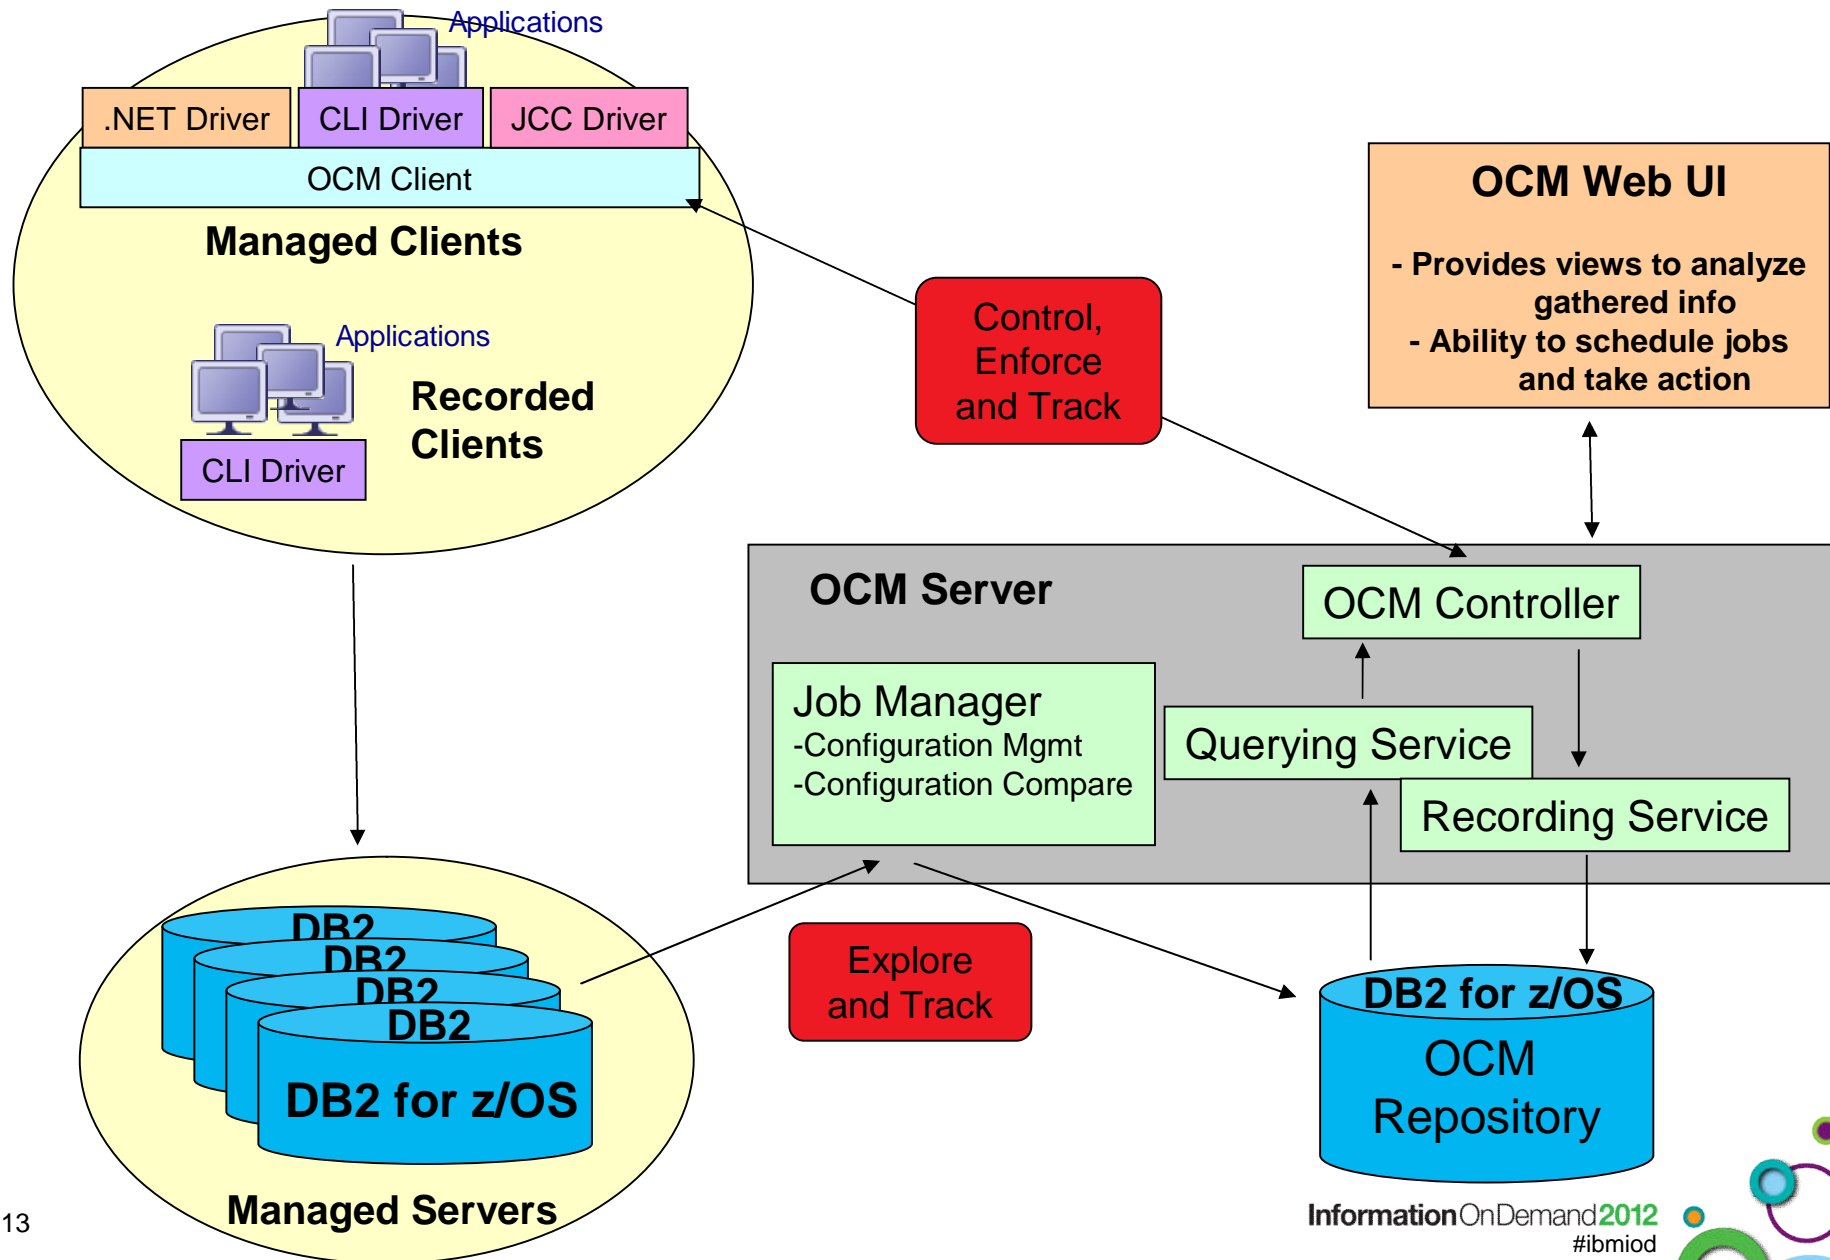 Applications
.NET Driver
CLI Driver
JCC Driver
OCM Client
Managed Clients
Applications
Recorded
Clients
CLI Driver
Control,
Enforce
and Track
OCM Web UI
- Provides views to analyze
gathered info
- Ability to schedule jobs
and take action
OCM Server
OCM Controller
Job Manager
-Configuration Mgmt
-Configuration Compare
Querying Service
Recording Service
DB2
DB2
DB2
DB2
DB2 for z/OS
Managed Servers
Explore
and Track
DB2 for z/OS
OCM
Repository
13
Information OnDemand 2012
#ibmiod